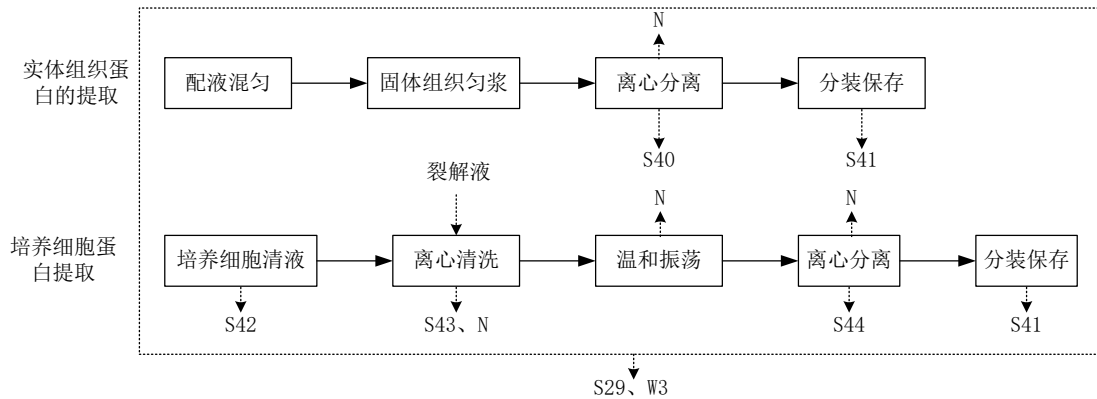 N
实体组织蛋
白的提取
配液混匀
固体组织匀浆
离心分离
分装保存
S40
S41
裂解液
N
N
培养细胞蛋
白提取
培养细胞清液
离心清洗
温和振荡
离心分离
分装保存
S42
S43、N
S44
S41
S29、W3